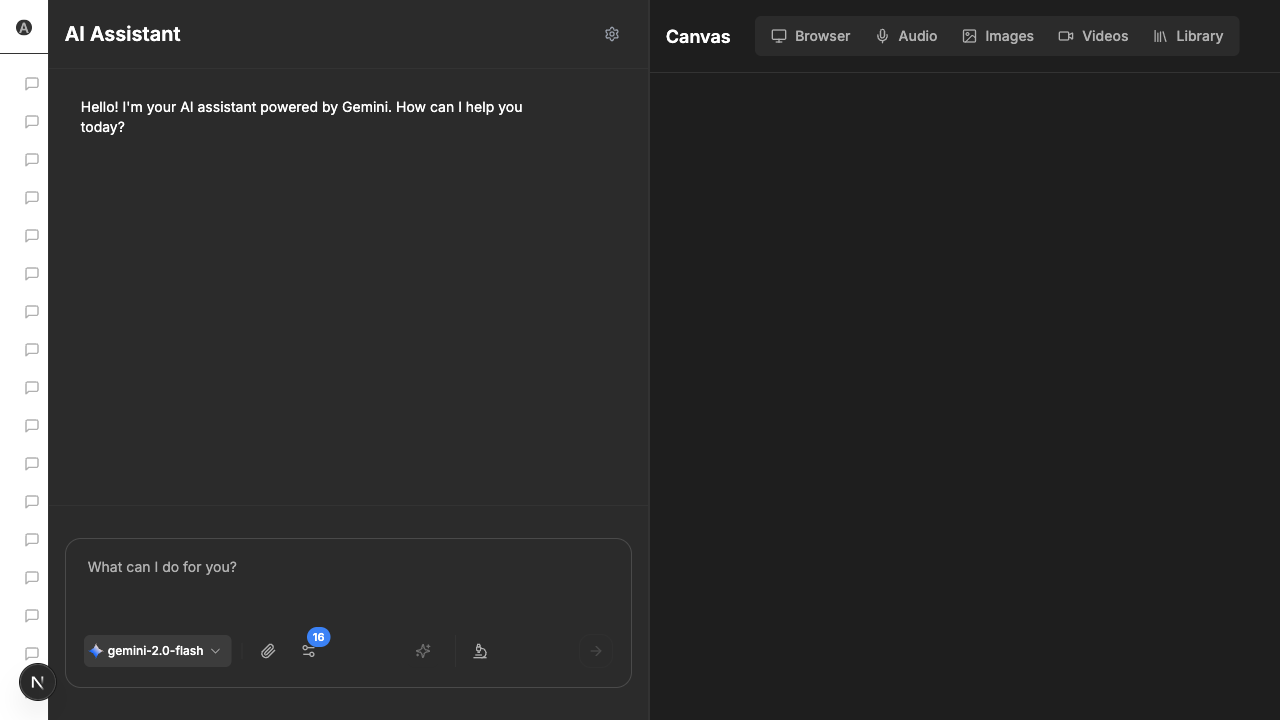 A
AI Assistant
Canvas
Browser
Audio
Images
Videos
Library
Hello! I'm your AI assistant powered by Gemini. How can I help you
today?
What can I do for you?
16
gemini-2.0-flash
N